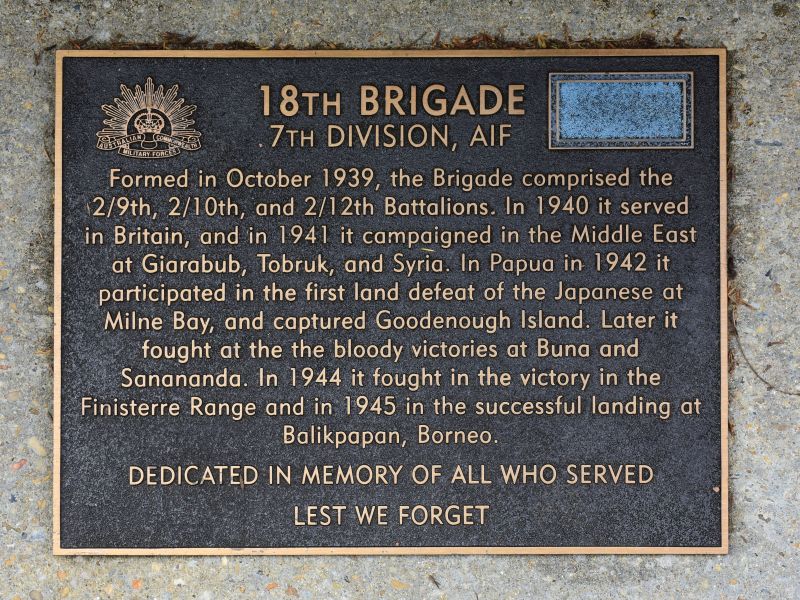 18TH BRIGADE
7TH DIVISION, AIF
AUSTRALIAN COMMONWEALTH
MILITARY FORCES
Formed in October 1939, the Brigade comprised the
2/9th, 2/10th, and 2/12th Battalions. In 1940 it served
in Britain, and in 1941 it campaigned in the Middle East
at Giarabub, Tobruk, and Syria. In Papua in 1942 it
participated in the first land defeat of the Japanese at
Milne Bay, and captured Goodenough Island. Later it
fought at the the bloody victories at Buna and
Sanananda. In 1944 it fought in the victory in the
Finisterre Range and in 1945 in the successful landing at
Balikpapan, Borneo.
DEDICATED IN MEMORY OF ALL WHO SERVED
LEST WE FORGET